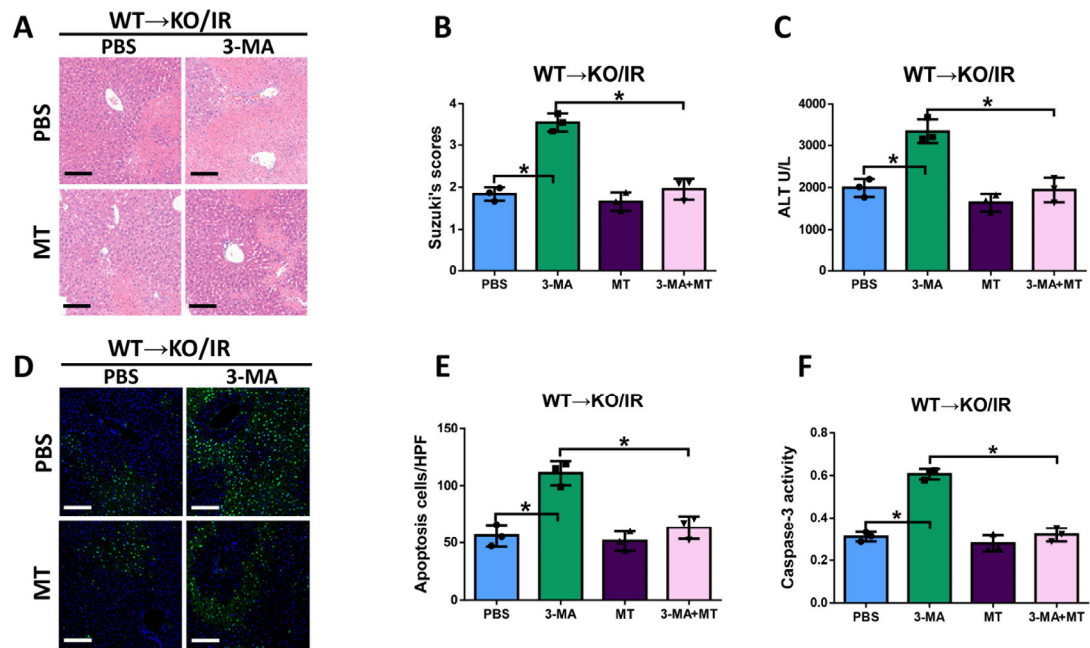 A
WT→KO/IR
PBS
3-MA
PBS
MT
B
WT→KO/IR
Suzuki's scores
4
3
2
1
0
*
*
PBS
3-MA
MT
3-MA+MT
C
WT→KO/IR
ALT U/L
4000
3000
2000
1000
0
*
*
PBS
3-MA
MT
3-MA+MT
D
WT→KO/IR
PBS
3-MA
PBS
MT
E
WT→KO/IR
Apoptosis cells/HPF
150
100
50
0
*
*
PBS
3-MA
MT
3-MA+MT
F
WT→KO/IR
Caspase-3 activity
0.8
0.6
0.4
0.2
0.0
*
*
PBS
3-MA
MT
3-MA+MT